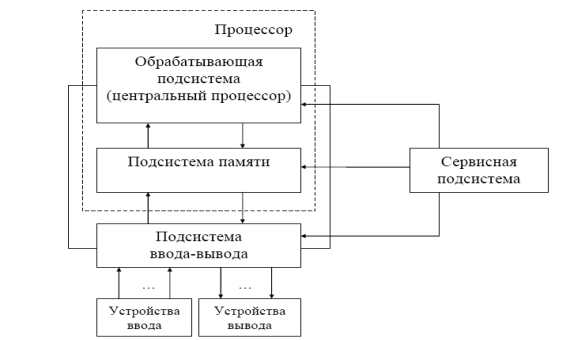 Процессор
Обрабатывающая
подсистема
(центральный процессор)
Подсистема памяти
Сервисная
подсистема
Подсистема
ввода-вывода
...
...
Устройства
ввода
Устройства
вывода